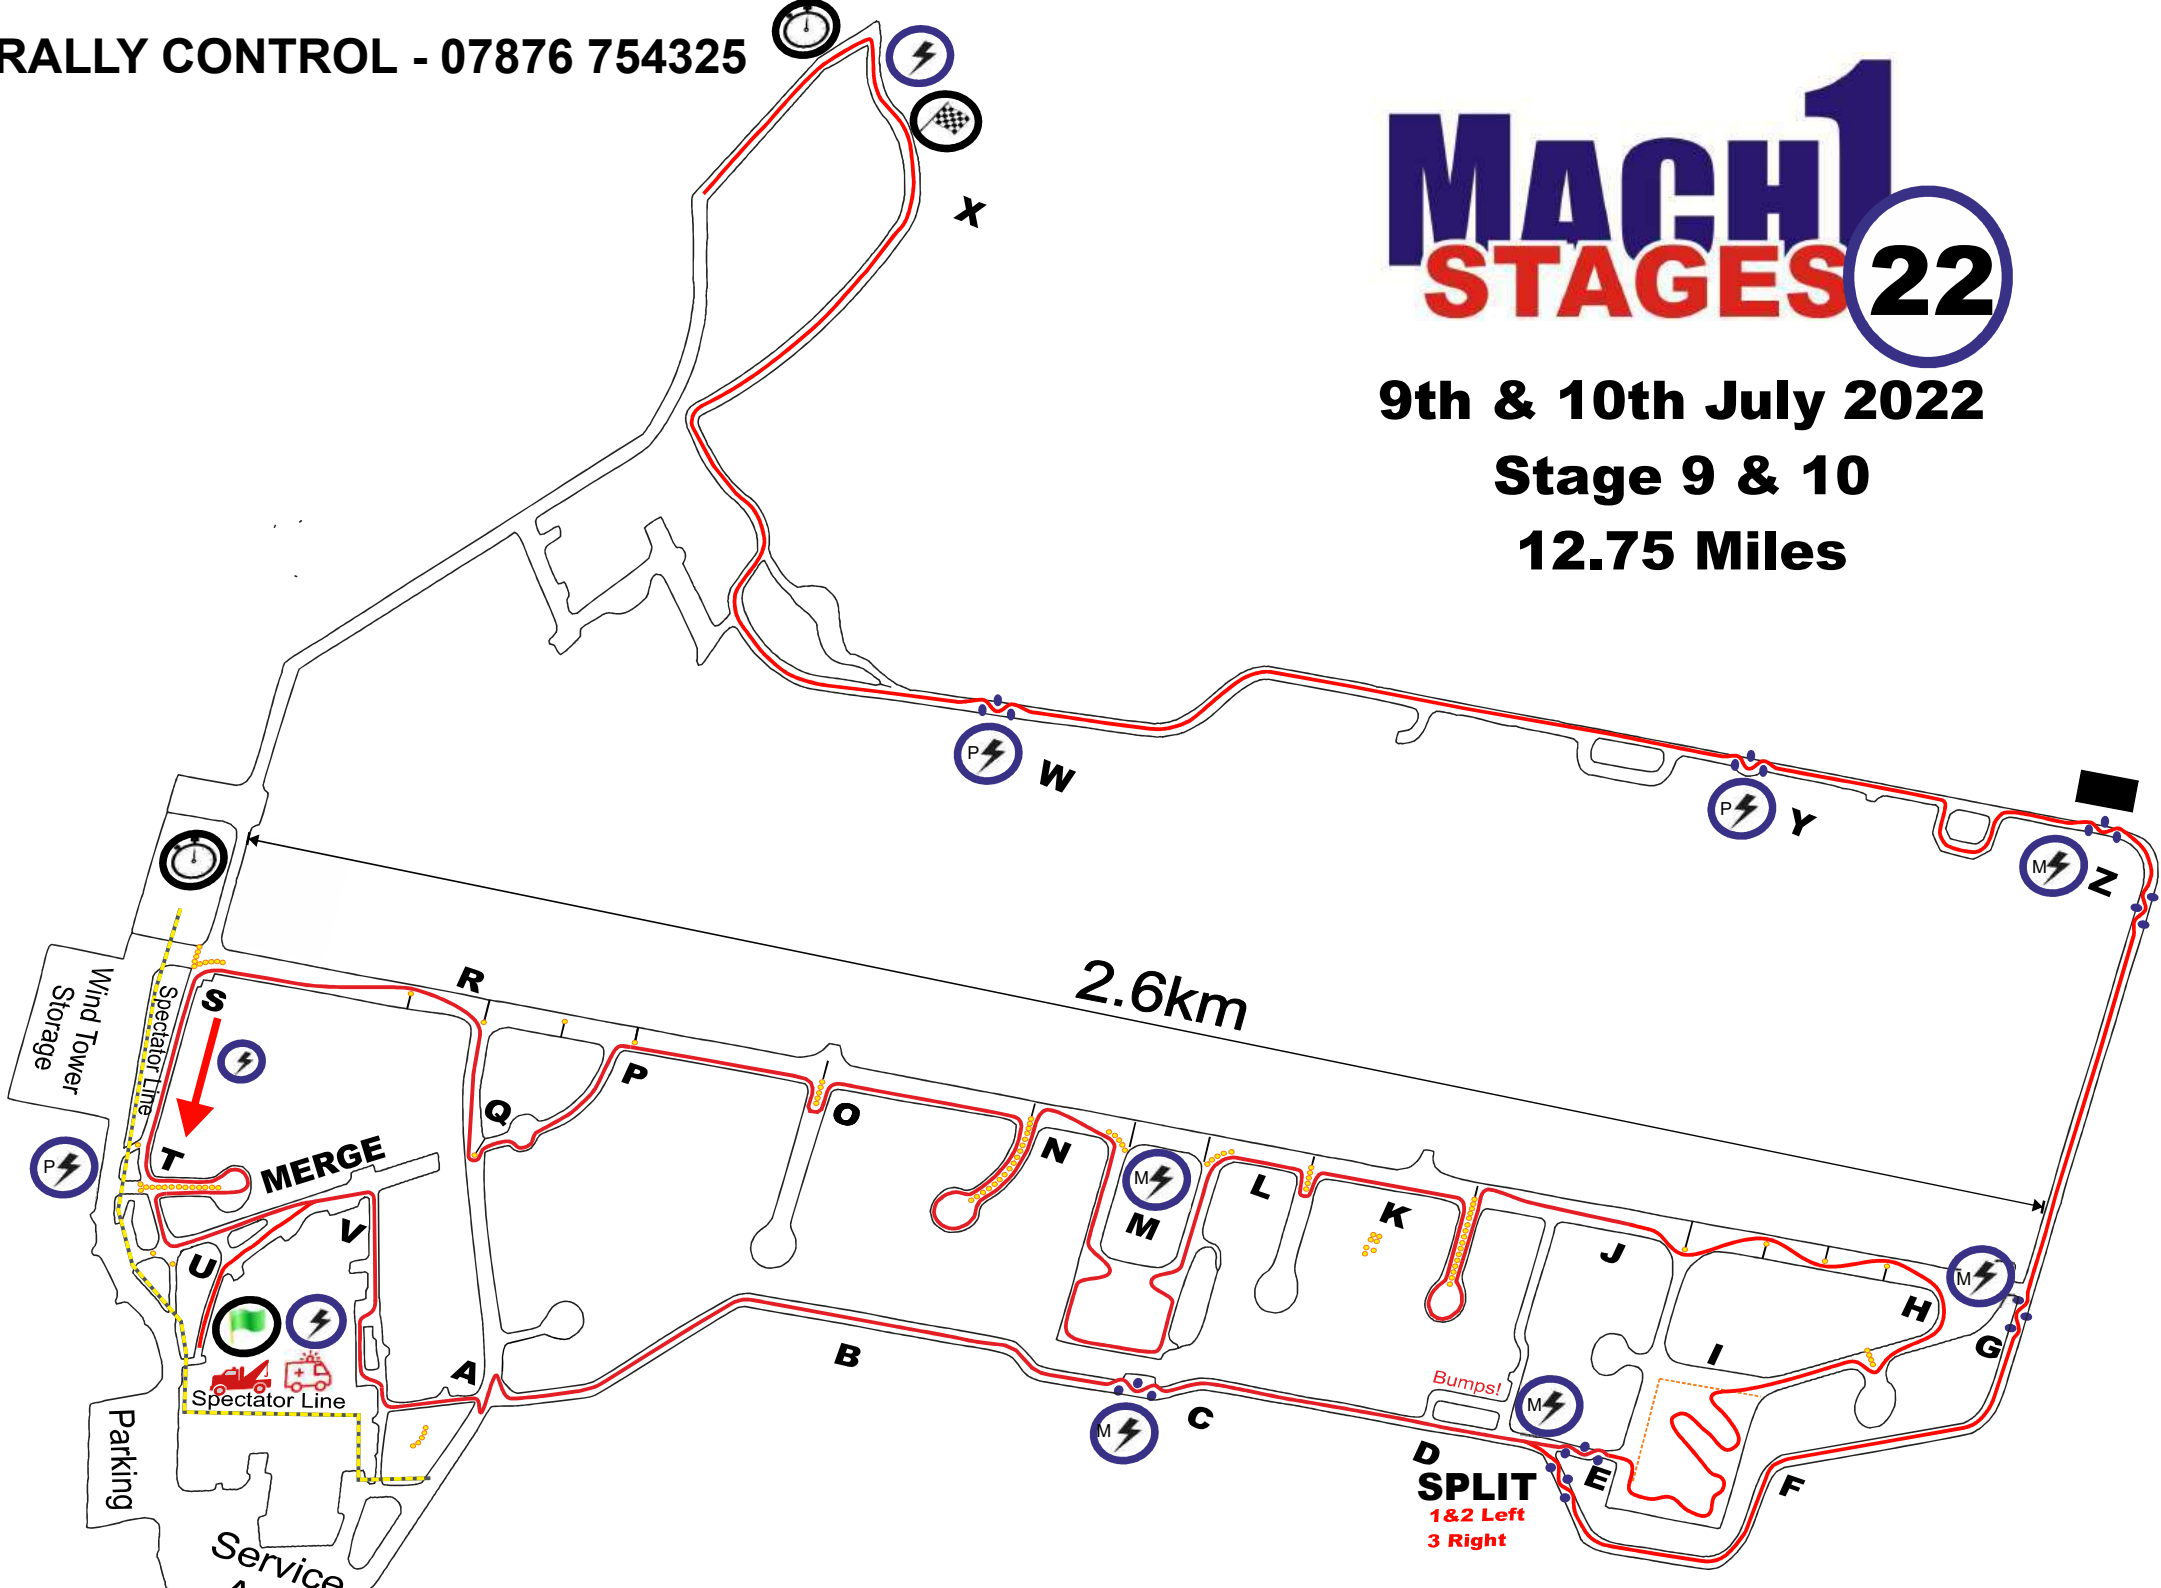 RALLY CONTROL - 07876 754325
MACH 1
STAGES 22
9th & 10th July 2022
Stage 9 & 10
12.75 Miles
X
P
W
P
Y
M
Z
2.6km
R
S
Wind Tower
Storage
Spectator Line
P
T
MERGE
Q
P
O
N
M
M
L
K
J
H
M
G
I
V
U
A
B
Spectator Line
Parking
C
M
Bumps!
M
D
E
F
SPLIT
1&2 Left
3 Right
Service